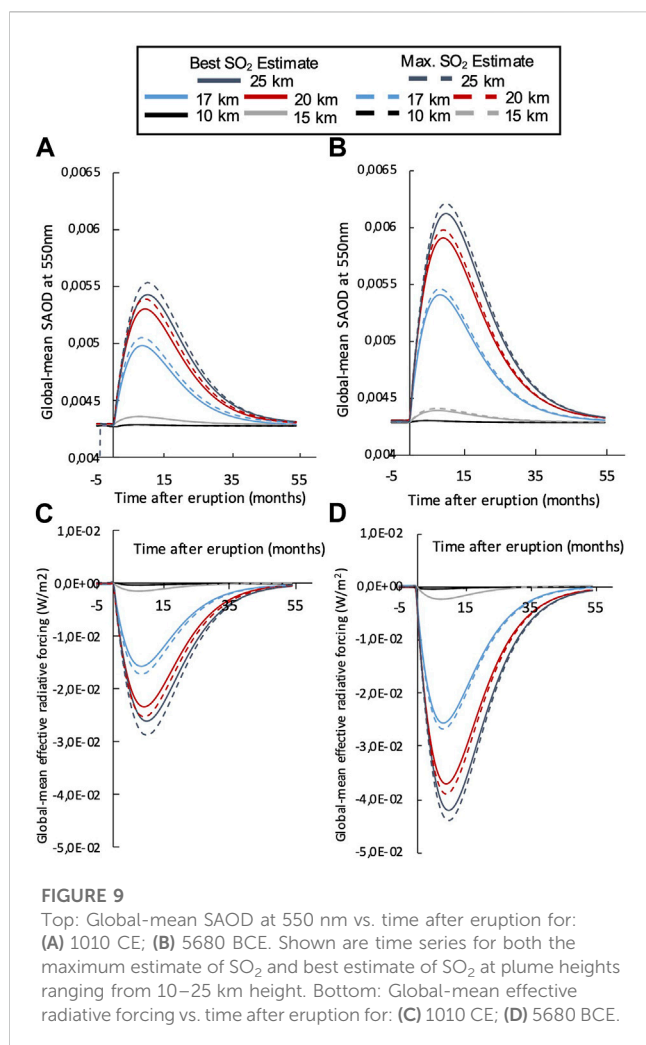 Best SO₂ Estimate Max. SO₂ Estimate
25 km 25 km
17 km 20 km 17 km 20 km
10 km 15 km 10 km 15 km
A
0,0065
0,006
0,0055
0,005
0,0045
0,004
Global-mean SAOD at 550nm
-5 15 35 55
Time after eruption (months)
B
0,0065
0,006
0,0055
0,005
0,0045
0,004
Global-mean SAOD at 550nm
-5 15 35 55
Time after eruption (months)
C
1,0E-02
0,0E+00
-1,0E-02
-2,0E-02
-3,0E-02
-4,0E-02
-5,0E-02
Global-mean effective radiative forcing (W/m2)
Time after eruption (months)
-5 15 35 55
D
1,0E-02
0,0E+00
-1,0E-02
-2,0E-02
-3,0E-02
-4,0E-02
-5,0E-02
Global-mean effective radiative forcing (W/m²)
Time after eruption (months)
-5 15 35 55
FIGURE 9
Top: Global-mean SAOD at 550 nm vs. time after eruption for:
(A) 1010 CE; (B) 5680 BCE. Shown are time series for both the
maximum estimate of SO₂ and best estimate of SO₂ at plume heights
ranging from 10–25 km height. Bottom: Global-mean effective
radiative forcing vs. time after eruption for: (C) 1010 CE; (D) 5680 BCE.